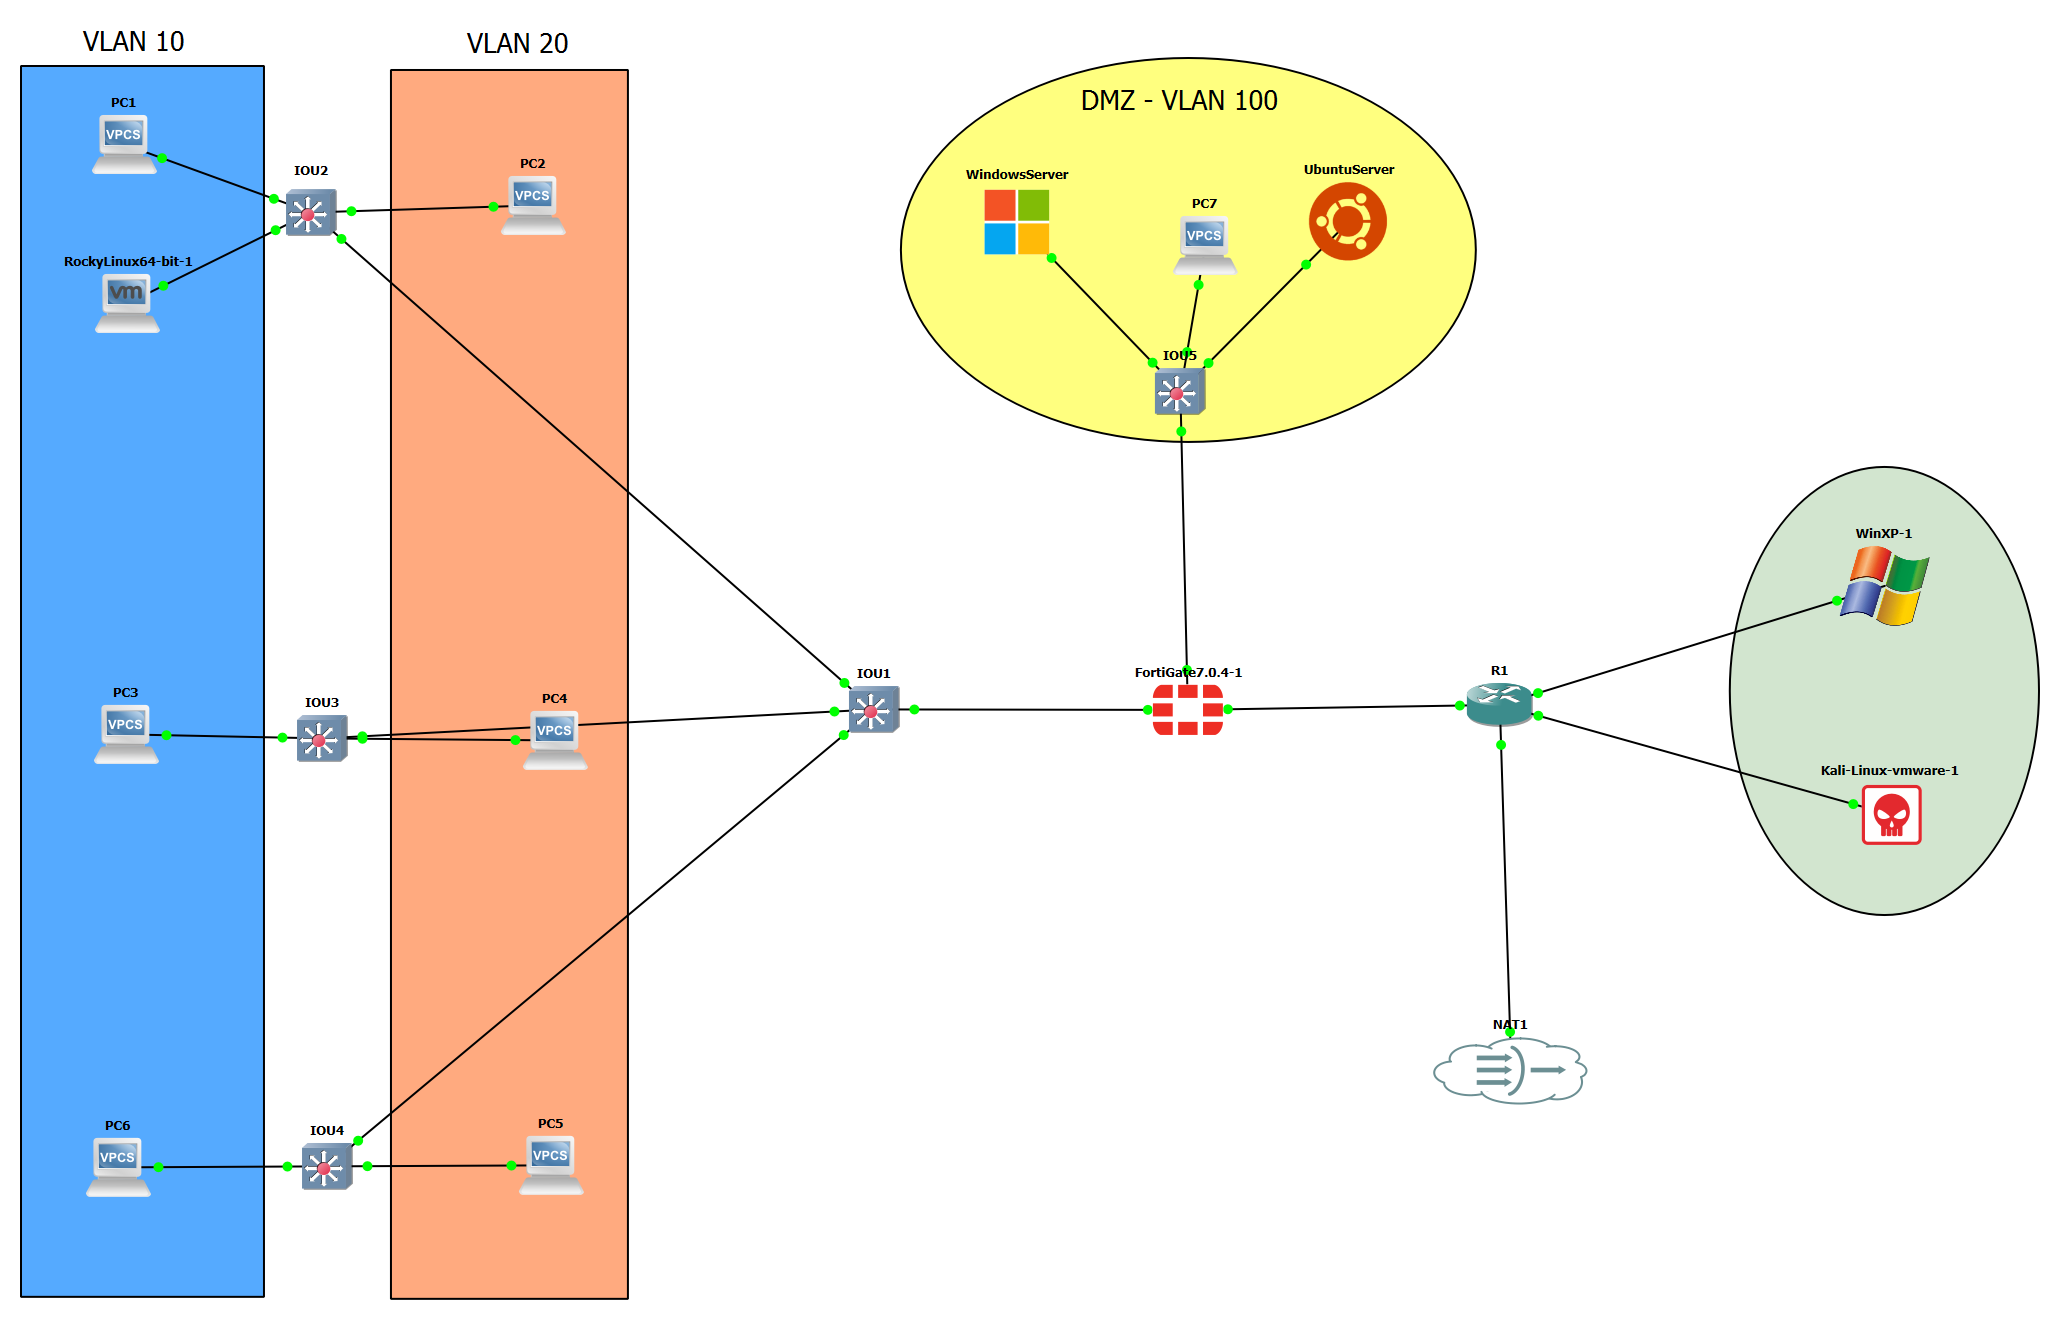 VLAN 10
VLAN 20
DMZ - VLAN 100
PC1
VPCS
IOU2
PC2
VPCS
RockyLinux64-bit-1
vm
WindowsServer
PC7
VPCS
UbuntuServer
IOU5
PC3
VPCS
IOU3
PC4
VPCS
IOU1
FortiGate7.0.4-1
R1
WinXP-1
Kali-Linux-vmware-1
NAT1
PC6
VPCS
IOU4
PC5
VPCS